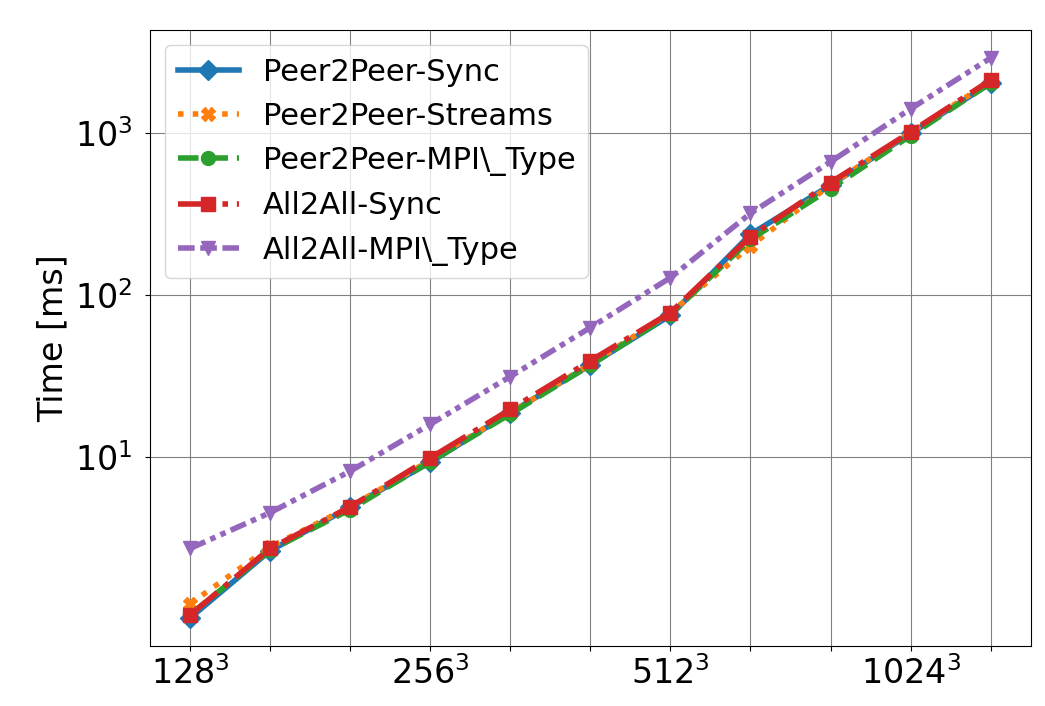 Peer2Peer-Sync
Peer2Peer-Streams
Peer2Peer-MPI\_Type
All2All-Sync
All2All-MPI\_Type
Time [ms]
10³
10²
10¹
128³ 256³ 512³ 1024³